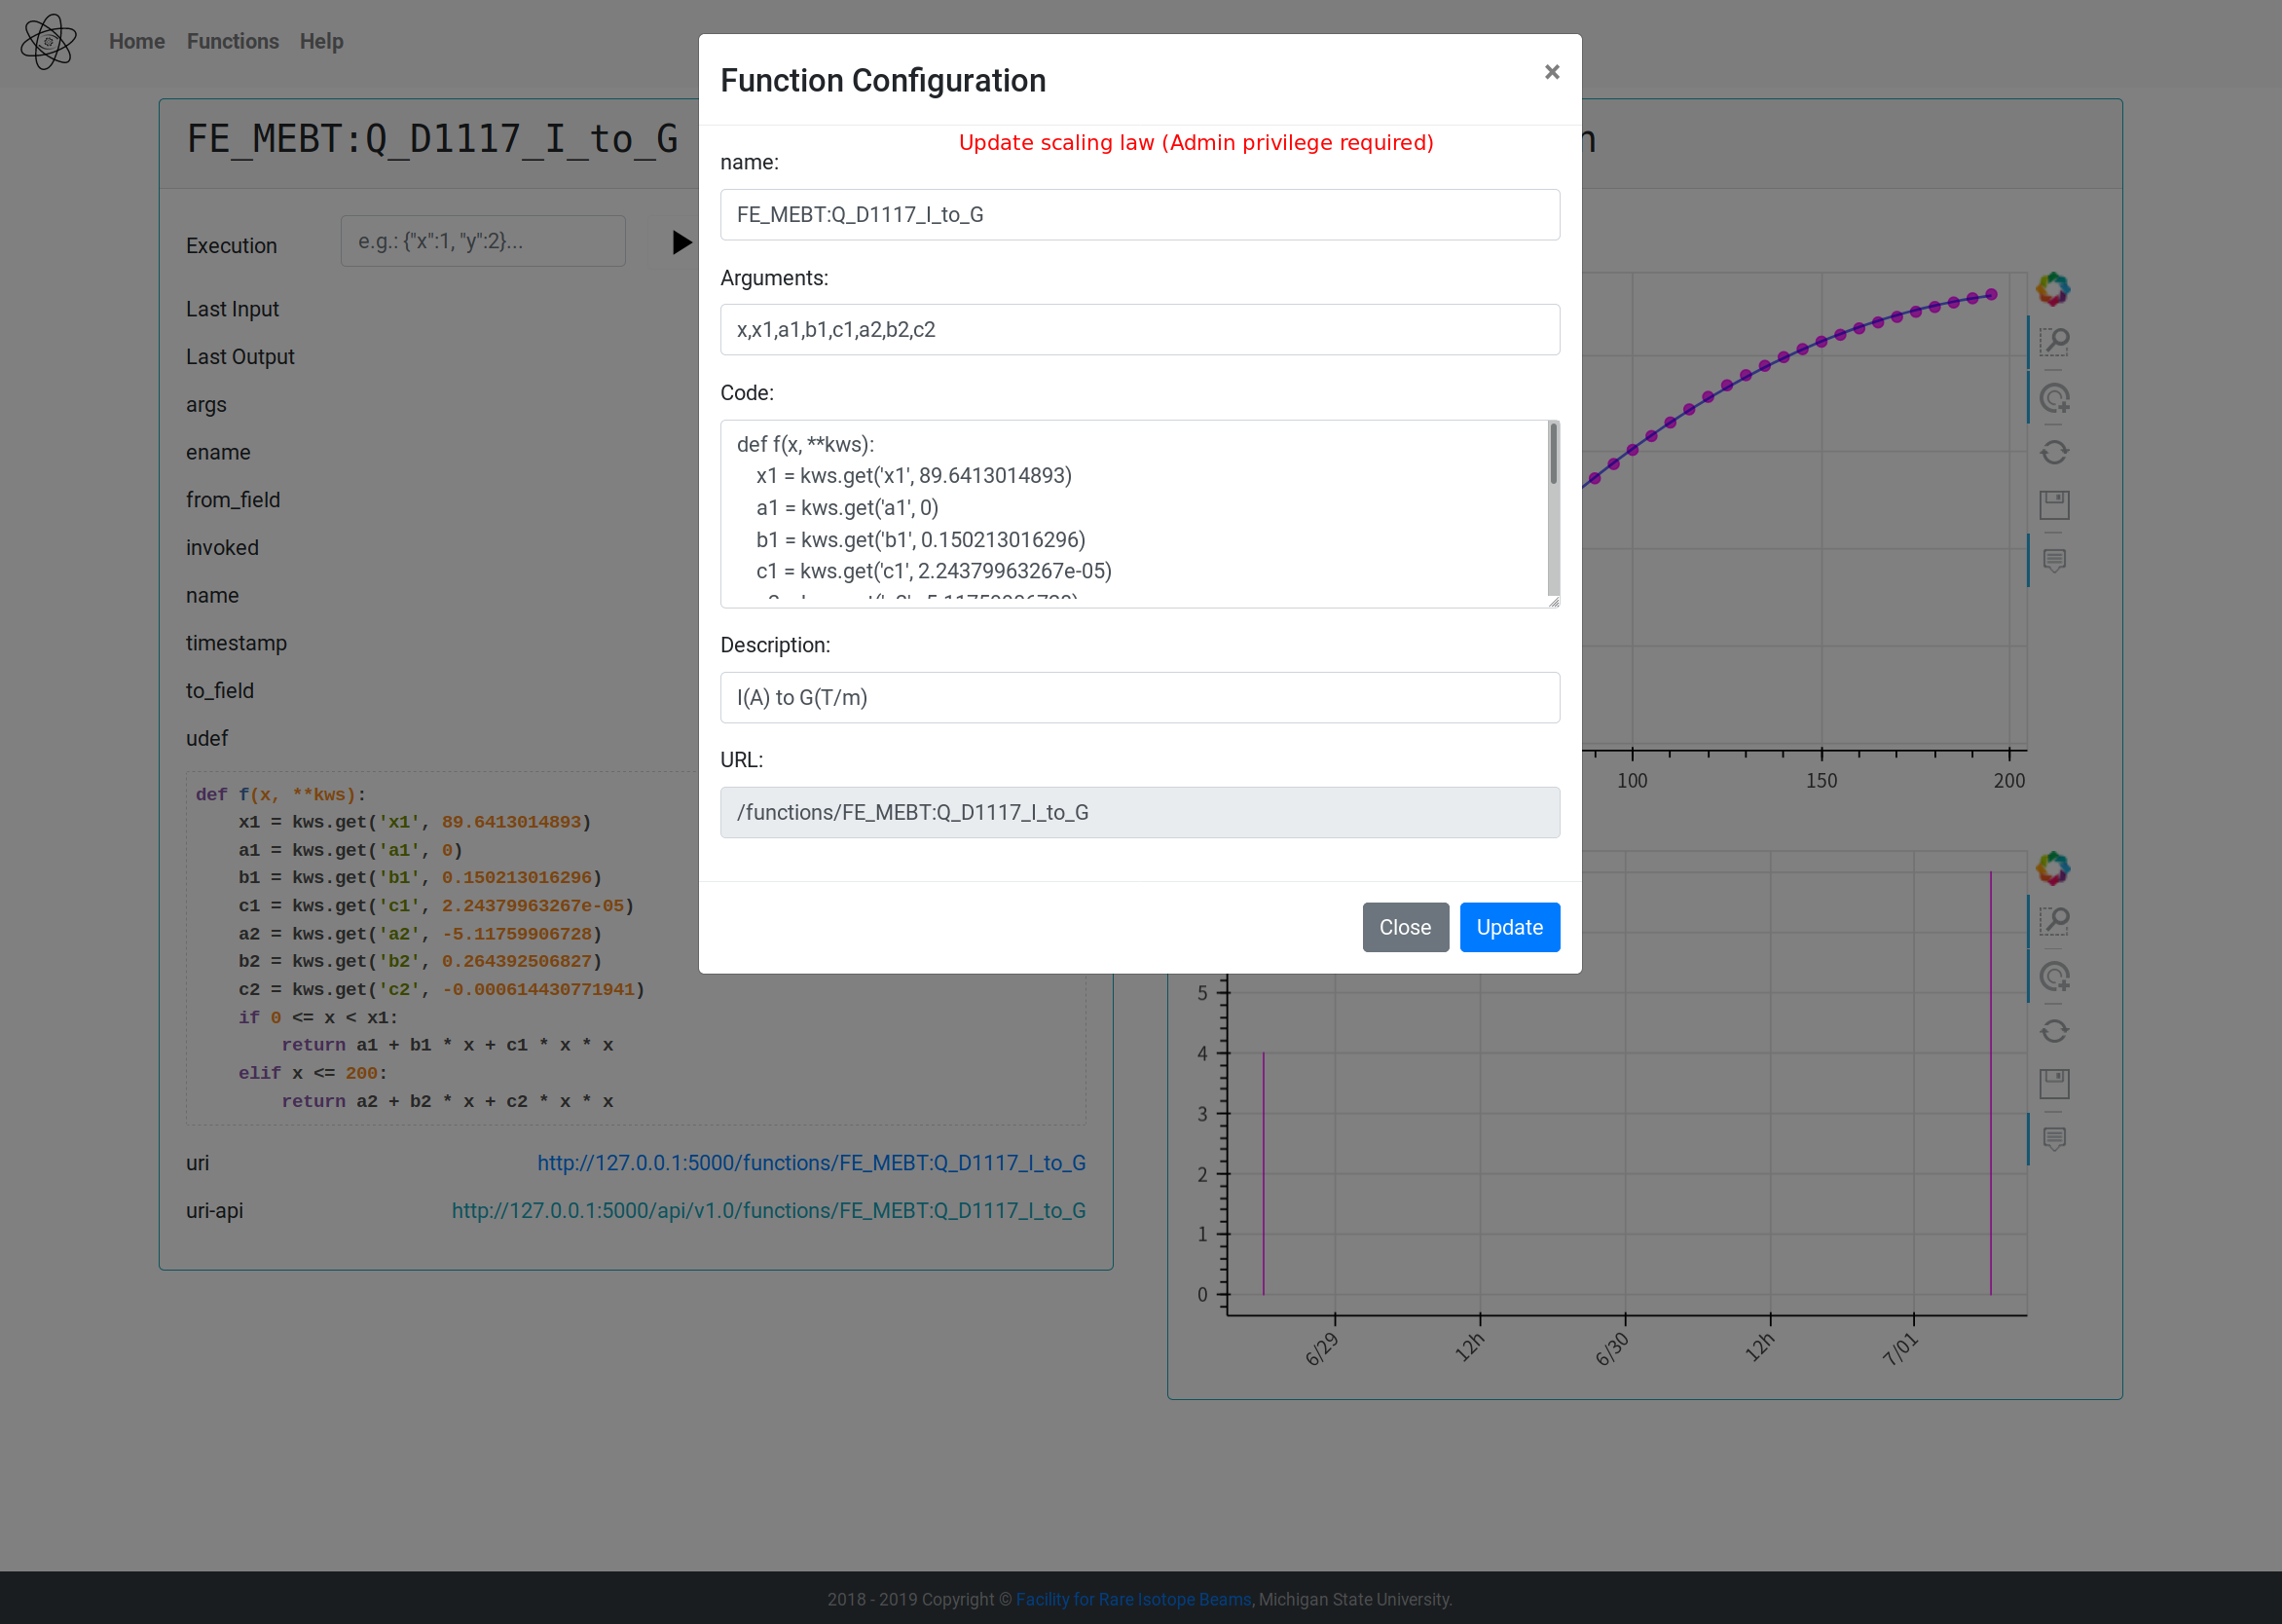 Home Functions Help
FE_MEBT:Q_D1117_I_to_G
Execution
e.g.: {"x":1, "y":2}...
Last Input
Last Output
args
ename
from_field
invoked
name
timestamp
to_field
udef
def f(x, **kws):
x1 = kws.get('x1', 89.6413014893)
a1 = kws.get('a1', 0)
b1 = kws.get('b1', 0.150213016296)
c1 = kws.get('c1', 2.24379963267e-05)
a2 = kws.get('a2', -5.11759906728)
b2 = kws.get('b2', 0.264392506827)
c2 = kws.get('c2', -0.000614430771941)
if 0 <= x < x1:
return a1 + b1 * x + c1 * x * x
elif x <= 200:
return a2 + b2 * x + c2 * x * x
uri http://127.0.0.1:5000/functions/FE_MEBT:Q_D1117_I_to_G
uri-api http://127.0.0.1:5000/api/v1.0/functions/FE_MEBT:Q_D1117_I_to_G
Function Configuration ×
Update scaling law (Admin privilege required)
name:
FE_MEBT:Q_D1117_I_to_G
Arguments:
x,x1,a1,b1,c1,a2,b2,c2
Code:
def f(x, **kws):
x1 = kws.get('x1', 89.6413014893)
a1 = kws.get('a1', 0)
b1 = kws.get('b1', 0.150213016296)
c1 = kws.get('c1', 2.24379963267e-05)
Description:
I(A) to G(T/m)
URL:
/functions/FE_MEBT:Q_D1117_I_to_G
Close Update
100 150 200
5
4
3
2
1
0
6/29 12h 6/30 12h 7/01
2018 - 2019 Copyright © Facility for Rare Isotope Beams, Michigan State University.